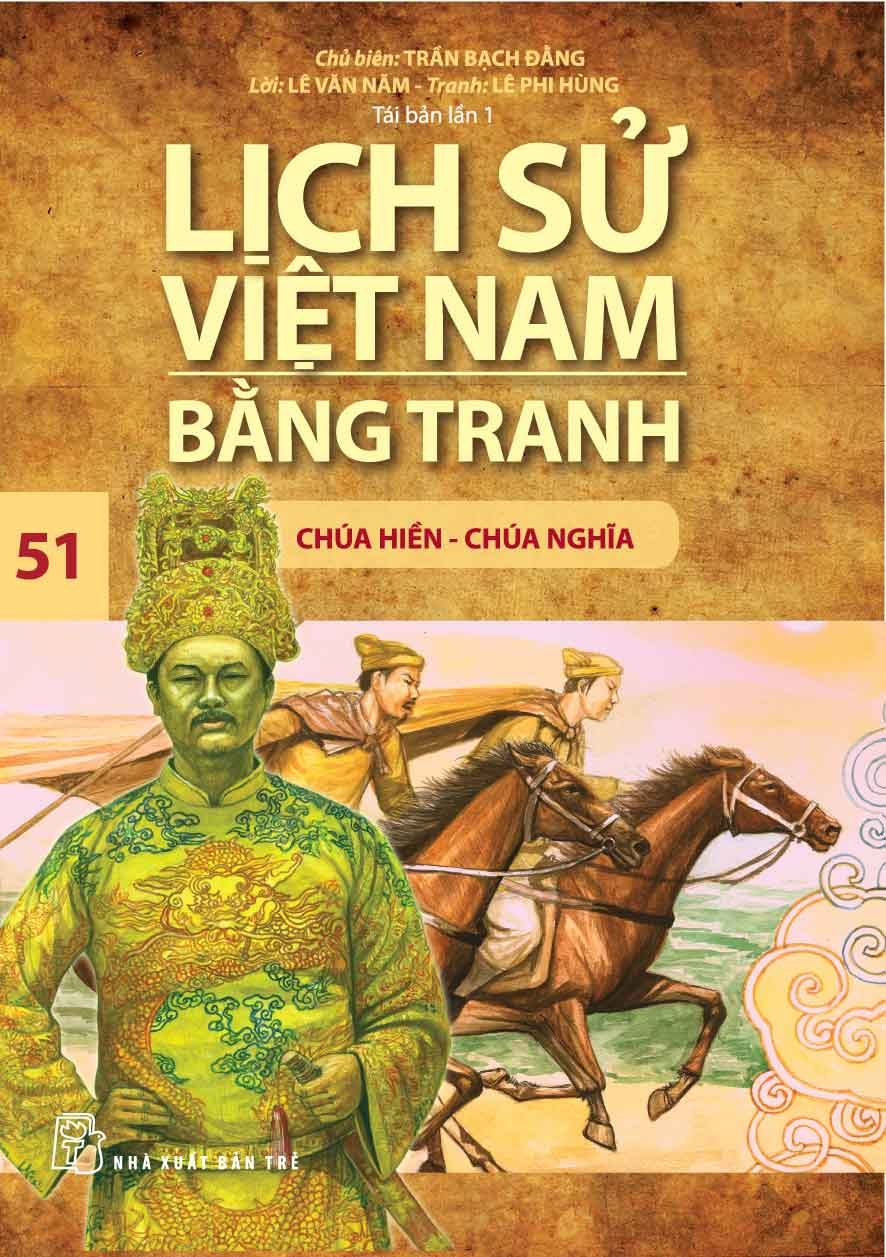 Chủ biên: TRẦN BẠCH ĐẰNG
Lời: LÊ VĂN NĂM - Tranh: LÊ PHI HÙNG
Tái bản lần 1
LỊCH SỬ
VIỆT NAM
BẰNG TRANH
51
CHÚA HIỀN - CHÚA NGHĨA
NHÀ XUẤT BẢN TRẺ